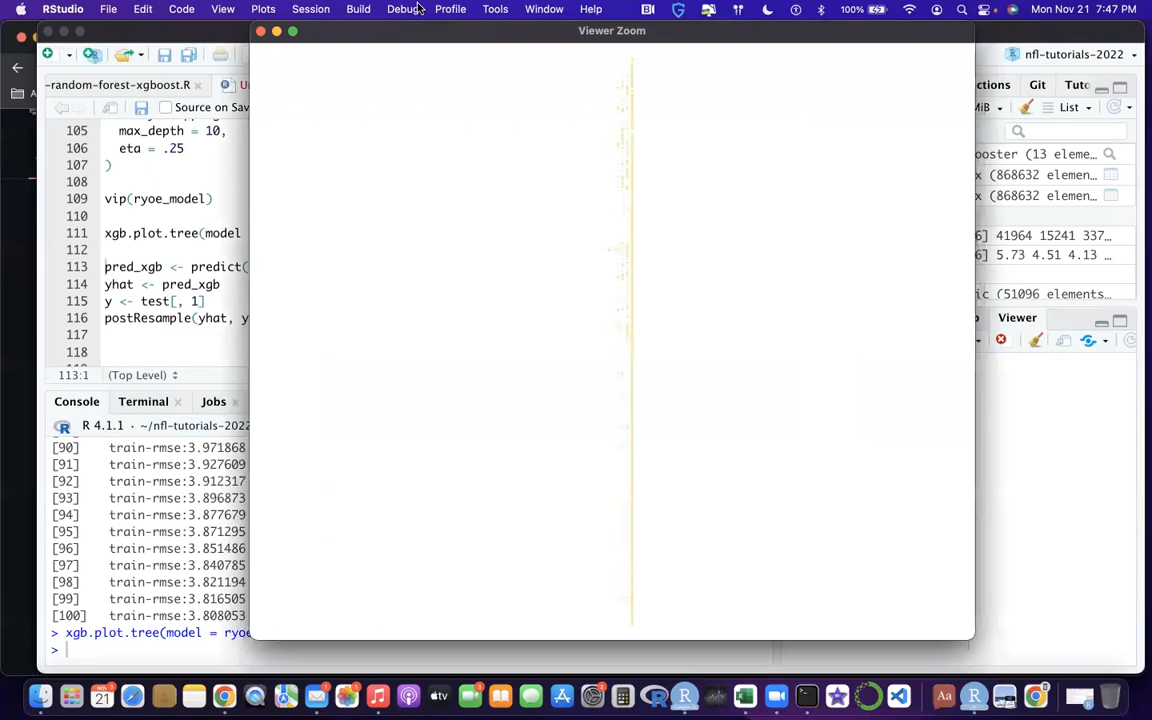 RStudio File Edit Code View Plots Session Build Debug Profile Tools Window Help 100% Mon Nov 21 7:47 PM
Viewer Zoom
nfl-tutorials-2022
-random-forest-xgboost.R
ctions Git Tuto
Source on Sav
MiB List
105 max_depth = 10,
106 eta = .25
107 )
108
109 vip(ryoe_model)
110
111 xgb.plot.tree(model
112
113 pred_xgb <- predict(
114 yhat <- pred_xgb
115 y <- test[, 1]
116 postResample(yhat, y
117
118
113:1 (Top Level)
ooster (13 eleme…
x (868632 elemen…
x (868632 elemen…
6] 41964 15241 337…
6] 5.73 4.51 4.13 …
ic (51096 elements…
Viewer
Console Terminal Jobs
R 4.1.1 · ~/nfl-tutorials-2022
[90] train-rmse:3.971868
[91] train-rmse:3.927609
[92] train-rmse:3.912317
[93] train-rmse:3.896873
[94] train-rmse:3.877679
[95] train-rmse:3.871295
[96] train-rmse:3.851486
[97] train-rmse:3.840785
[98] train-rmse:3.821194
[99] train-rmse:3.816505
[100] train-rmse:3.808053
> xgb.plot.tree(model = ryoe
>